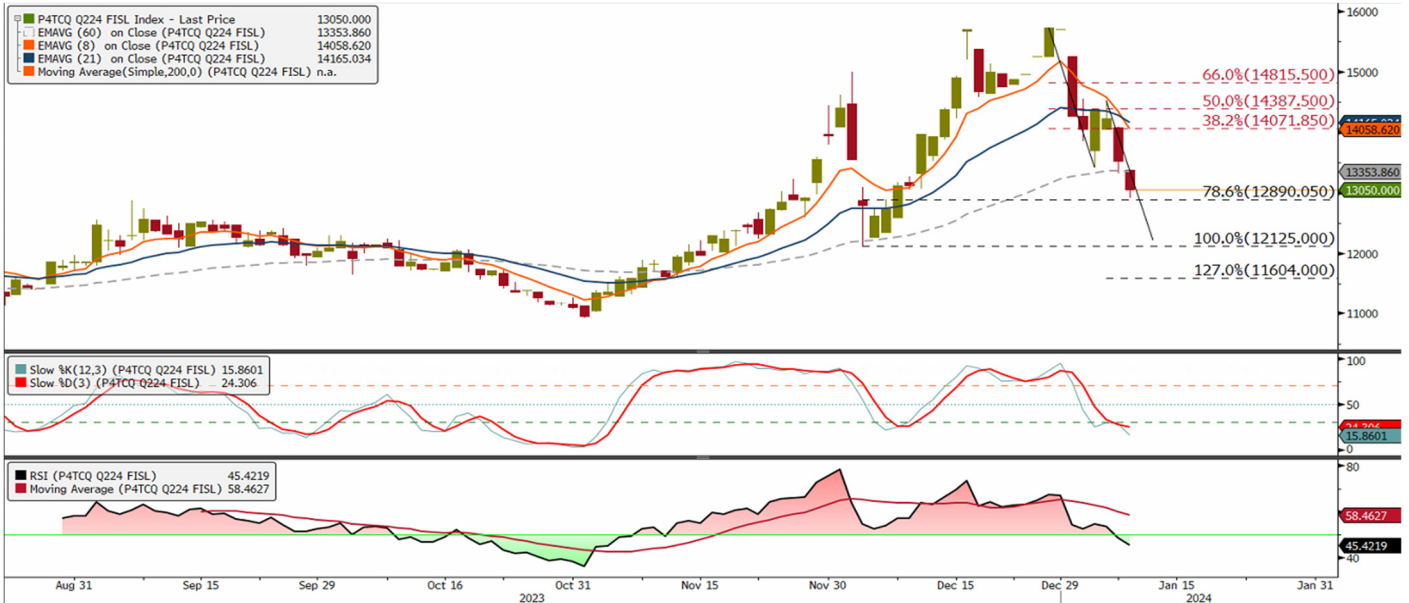 P4TCQ Q224 FISL Index - Last Price 13050.000
EMAVG (60) on Close (P4TCQ Q224 FISL) 13353.860
EMAVG (8) on Close (P4TCQ Q224 FISL) 14058.620
EMAVG (21) on Close (P4TCQ Q224 FISL) 14165.034
Moving Average(Simple,200,0) (P4TCQ Q224 FISL) n.a.
16000
15000
66.0%(14815.500)
50.0%(14387.500)
38.2%(14071.850)
14165.034
14058.620
13353.860
13050.000
78.6%(12890.050)
100.0%(12125.000)
12000
127.0%(11604.000)
11000
Slow %K(12,3) (P4TCQ Q224 FISL) 15.8601
Slow %D(3) (P4TCQ Q224 FISL) 24.306
100
50
24.306
15.8601
0
RSI (P4TCQ Q224 FISL) 45.4219
Moving Average (P4TCQ Q224 FISL) 58.4627
80
58.4627
45.4219
40
Aug 31 Sep 15 Sep 29 Oct 16 Oct 31 Nov 15 Nov 30 Dec 15 Dec 29 Jan 15 Jan 31
2023 2024